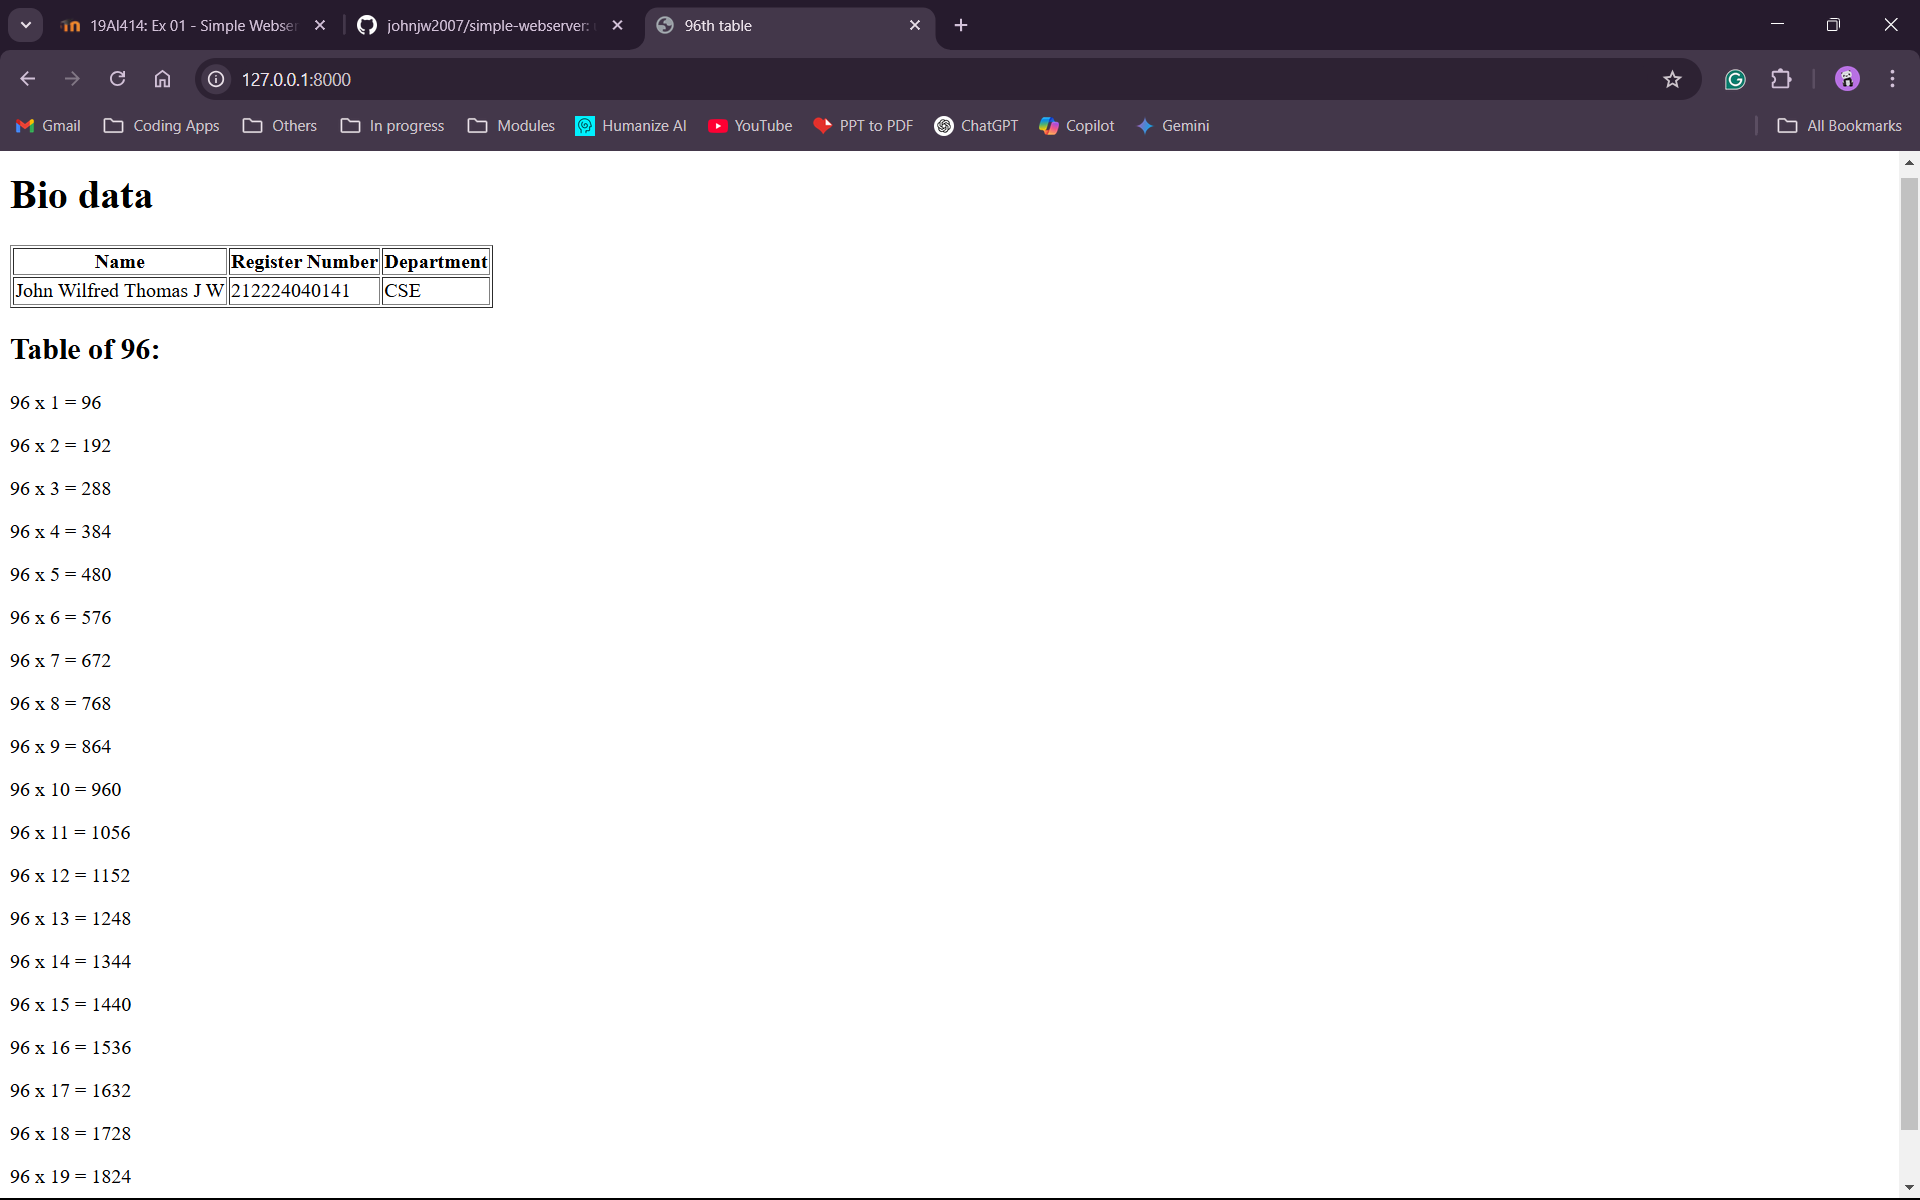 19AI414: Ex 01 - Simple Webser
johnjw2007/simple-webserver:
96th table
127.0.0.1:8000
Gmail Coding Apps Others In progress Modules Humanize AI YouTube PPT to PDF ChatGPT Copilot Gemini All Bookmarks
Bio data
Name Register Number Department
John Wilfred Thomas J W 212224040141 CSE
Table of 96:
96 x 1 = 96
96 x 2 = 192
96 x 3 = 288
96 x 4 = 384
96 x 5 = 480
96 x 6 = 576
96 x 7 = 672
96 x 8 = 768
96 x 9 = 864
96 x 10 = 960
96 x 11 = 1056
96 x 12 = 1152
96 x 13 = 1248
96 x 14 = 1344
96 x 15 = 1440
96 x 16 = 1536
96 x 17 = 1632
96 x 18 = 1728
96 x 19 = 1824